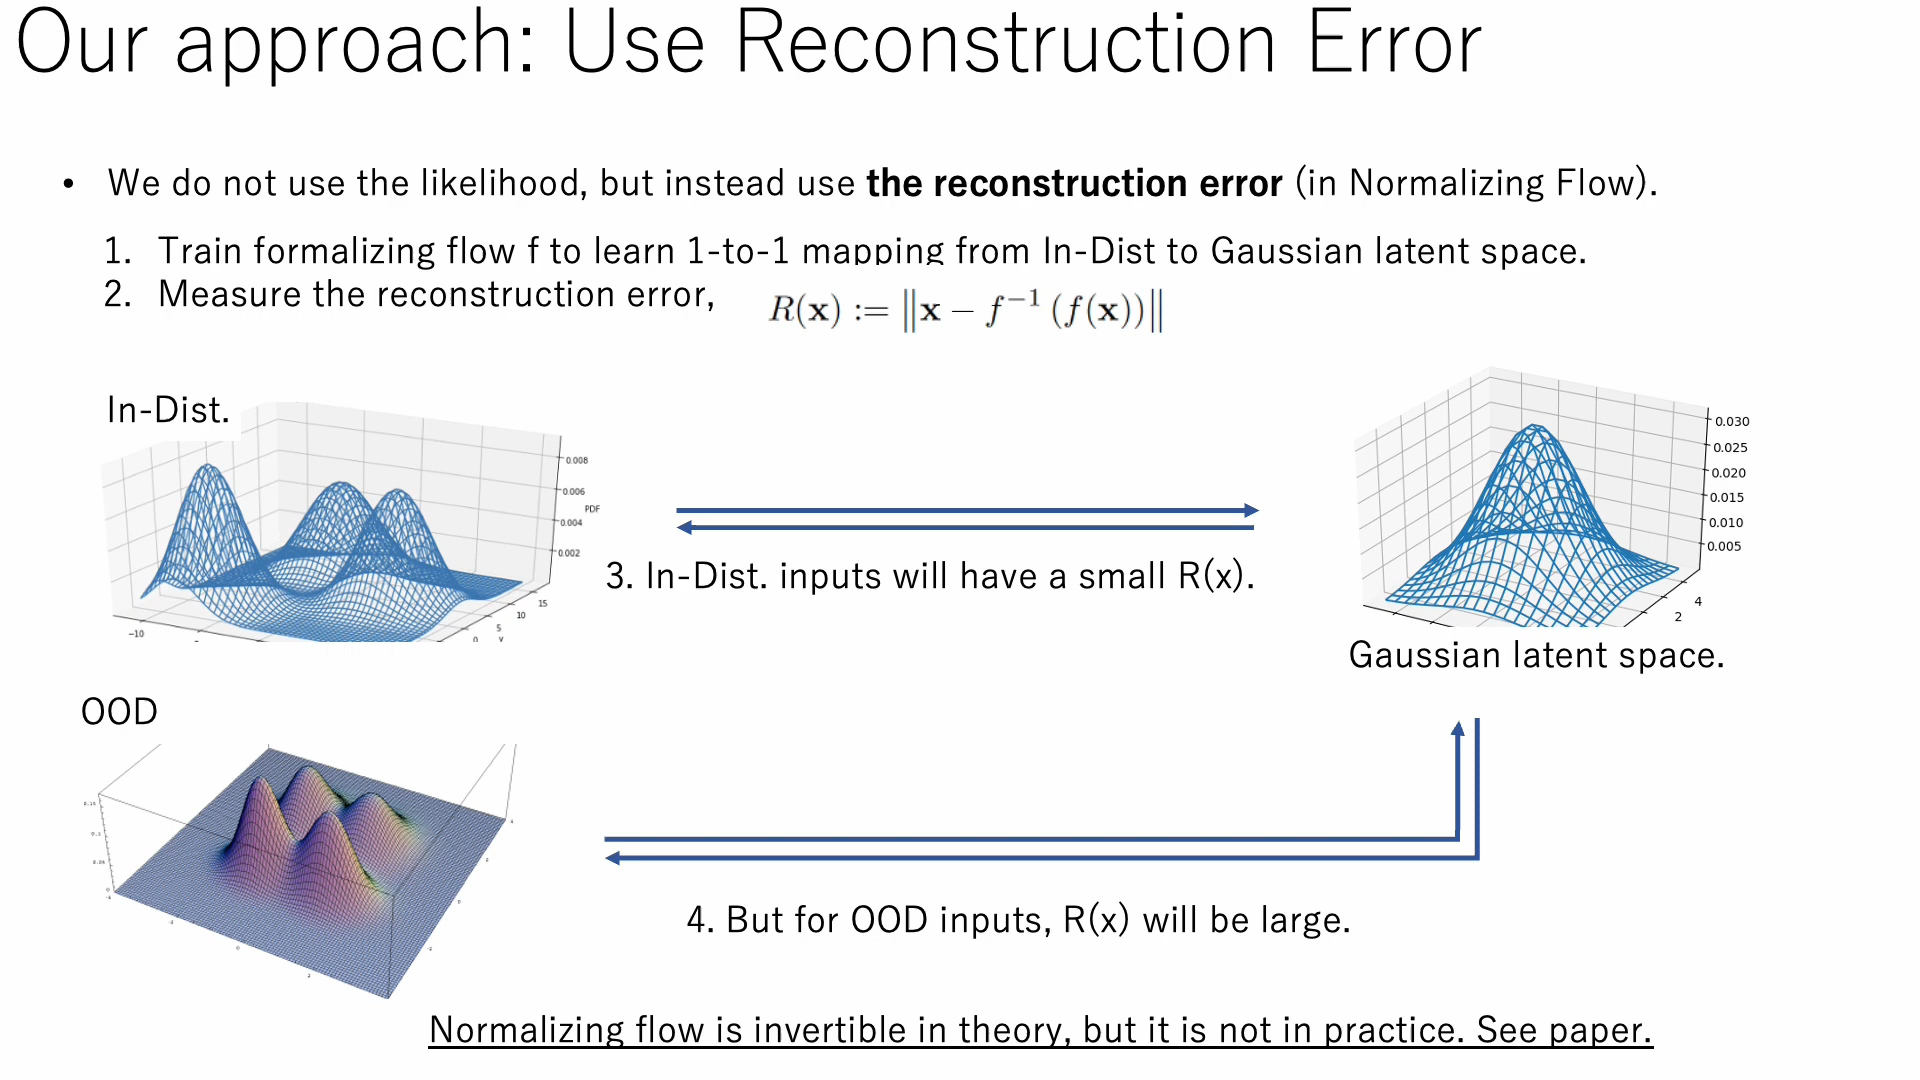 Our approach: Use Reconstruction Error
• We do not use the likelihood, but instead use the reconstruction error (in Normalizing Flow).
1. Train formalizing flow f to learn 1-to-1 mapping from In-Dist to Gaussian latent space.
2. Measure the reconstruction error, R(x) := ‖x − f⁻¹ (f(x))‖
In-Dist.
0.008
0.006
PDF
0.004
0.002
15
10
5
0
y
−10
0.030
0.025
0.020
0.015
0.010
0.005
4
2
3. In-Dist. inputs will have a small R(x).
Gaussian latent space.
OOD
4. But for OOD inputs, R(x) will be large.
Normalizing flow is invertible in theory, but it is not in practice. See paper.